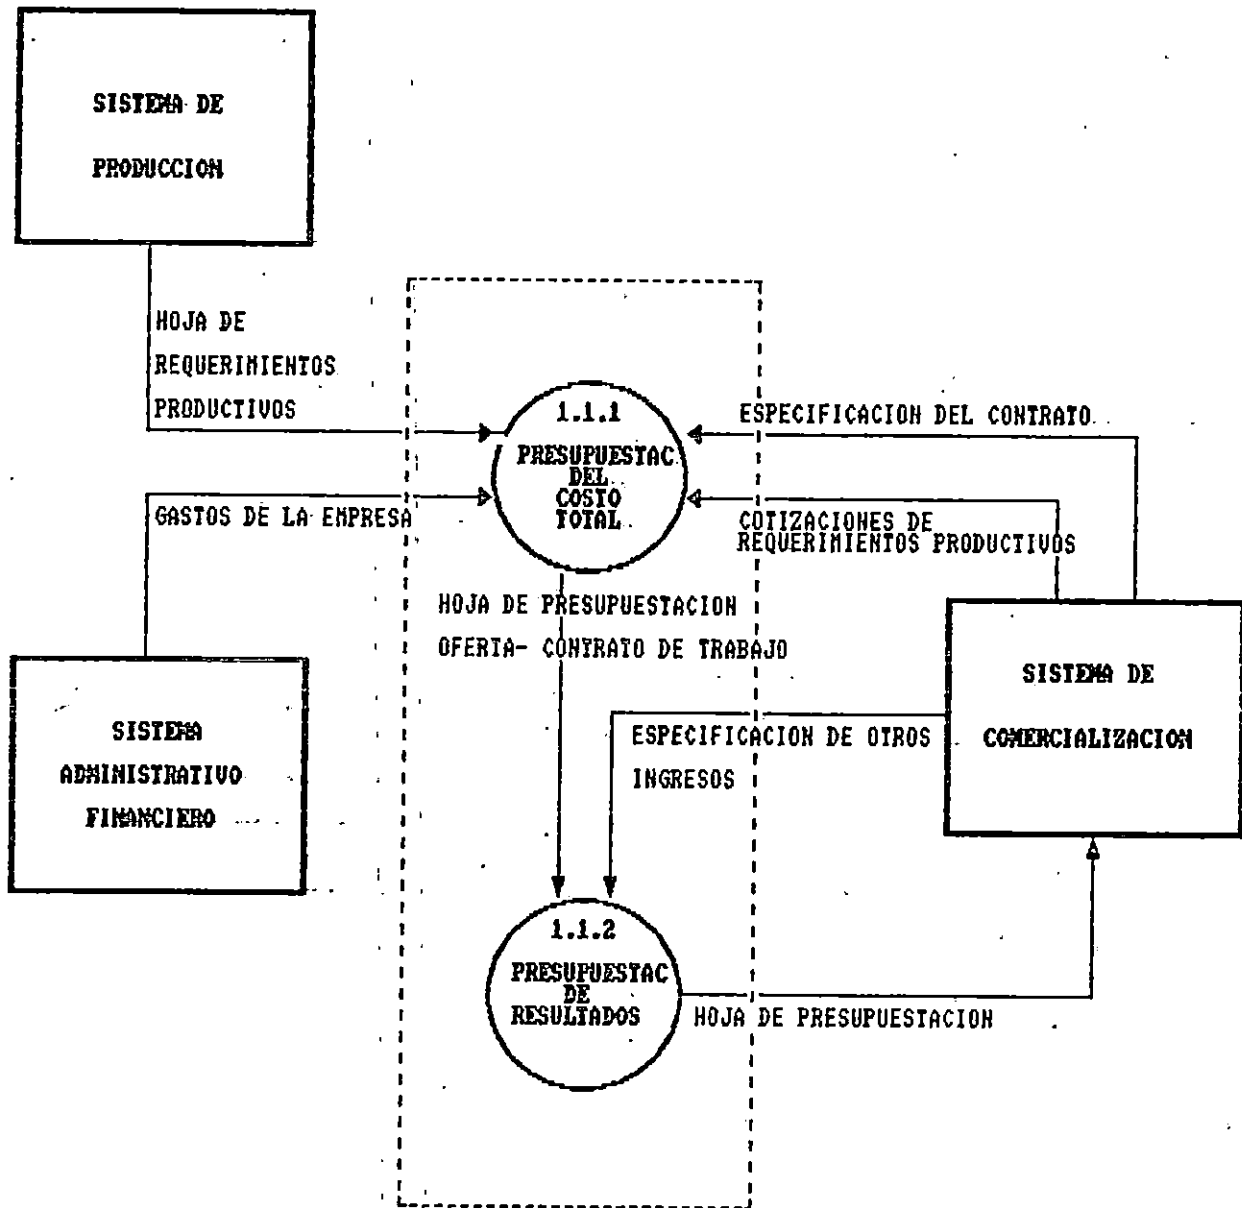 SISTEMA DE
PRODUCCION
HOJA DE
REQUERIMIENTOS
PRODUCTIVOS
1.1.1
PRESUPUESTAC
DEL
COSTO
TOTAL
ESPECIFICACION DEL CONTRATO
GASTOS DE LA EMPRESA
COTIZACIONES DE
REQUERIMIENTOS PRODUCTIVOS
HOJA DE PRESUPUESTACION
OFERTA- CONTRATO DE TRABAJO
SISTEMA
ADMINISTRATIVO
FINANCIERO
SISTEMA DE
COMERCIALIZACION
ESPECIFICACION DE OTROS
INGRESOS
1.1.2
PRESUPUESTAC
DE
RESULTADOS
HOJA DE PRESUPUESTACION